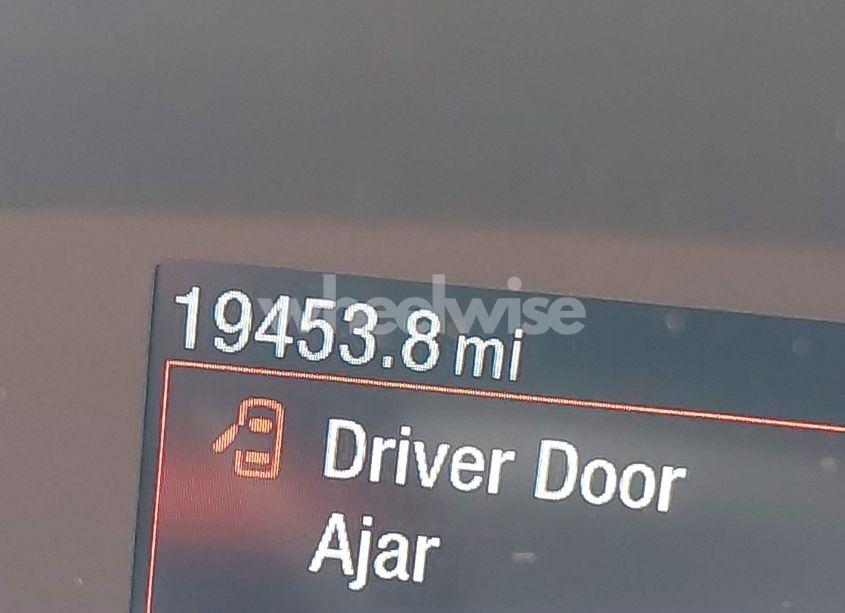 19453.8 mi
wheelwise
Driver Door
Ajar